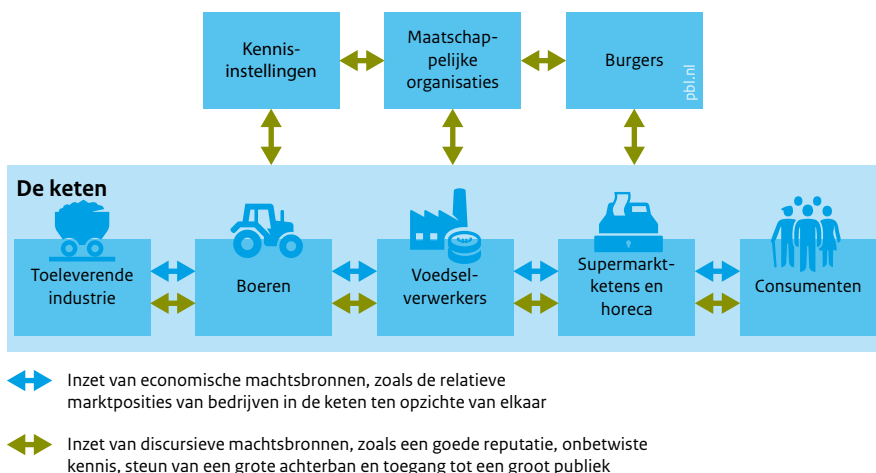 Kennis-
instellingen
Maatschap-
pelijke
organisaties
Burgers
pbl.nl
De keten
Toeleverende
industrie
Boeren
Voedsel-
verwerkers
Supermarkt-
ketens en
horeca
Consumenten
Inzet van economische machtsbronnen, zoals de relatieve
marktposities van bedrijven in de keten ten opzichte van elkaar
Inzet van discursieve machtsbronnen, zoals een goede reputatie, onbetwiste
kennis, steun van een grote achterban en toegang tot een groot publiek